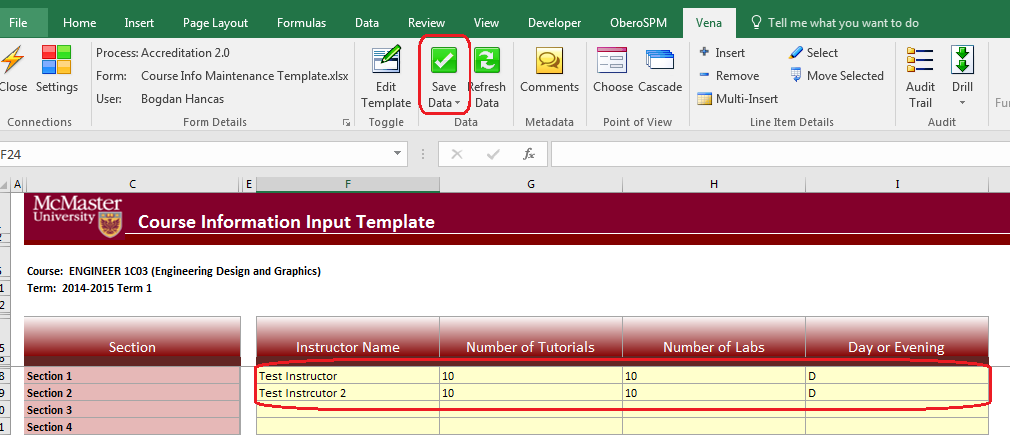 File Home Insert Page Layout Formulas Data Review View Developer OberoSPM Vena Tell me what you want to do
Process: Accreditation 2.0
Form: Course Info Maintenance Template.xlsx
User: Bogdan Hancas
Close Settings
Edit Template
Save Data
Refresh Data
Comments
Choose Cascade
Insert
Remove
Multi-Insert
Select
Move Selected
Audit Trail
Drill
Connections Form Details Toggle Data Metadata Point of View Line Item Details Audit
F24 fx
A C E F G H I
McMaster
University
Course Information Input Template
Course: ENGINEER 1C03 (Engineering Design and Graphics)
Term: 2014-2015 Term 1
Section Instructor Name Number of Tutorials Number of Labs Day or Evening
Section 1 Test Instructor 10 10 D
Section 2 Test Instrcutor 2 10 10 D
Section 3
Section 4